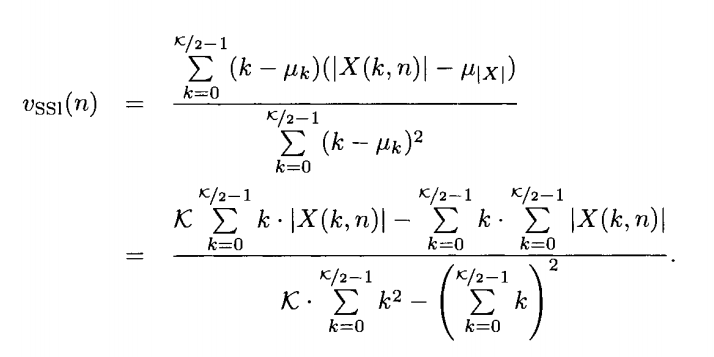 v_{SSl}(n) = \frac{\sum_{k=0}^{\mathcal{K}/2-1} (k - \mu_k)(|X(k,n)| - \mu_{|X|})}{\sum_{k=0}^{\mathcal{K}/2-1} (k - \mu_k)^2}
= \frac{\mathcal{K} \sum_{k=0}^{\mathcal{K}/2-1} k \cdot |X(k,n)| - \sum_{k=0}^{\mathcal{K}/2-1} k \cdot \sum_{k=0}^{\mathcal{K}/2-1} |X(k,n)|}{\mathcal{K} \cdot \sum_{k=0}^{\mathcal{K}/2-1} k^2 - \left( \sum_{k=0}^{\mathcal{K}/2-1} k \right)^2}.